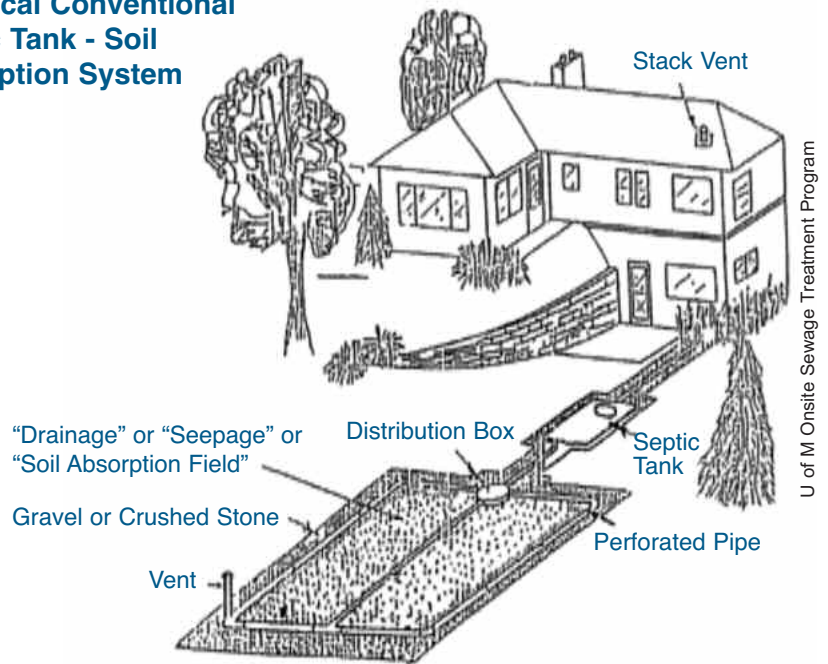 cal Conventional
Tank - Soil
ption System
Stack Vent
U of M Onsite Sewage Treatment Program
"Drainage" or "Seepage" or
"Soil Absorption Field"
Distribution Box
Septic
Tank
Gravel or Crushed Stone
Perforated Pipe
Vent